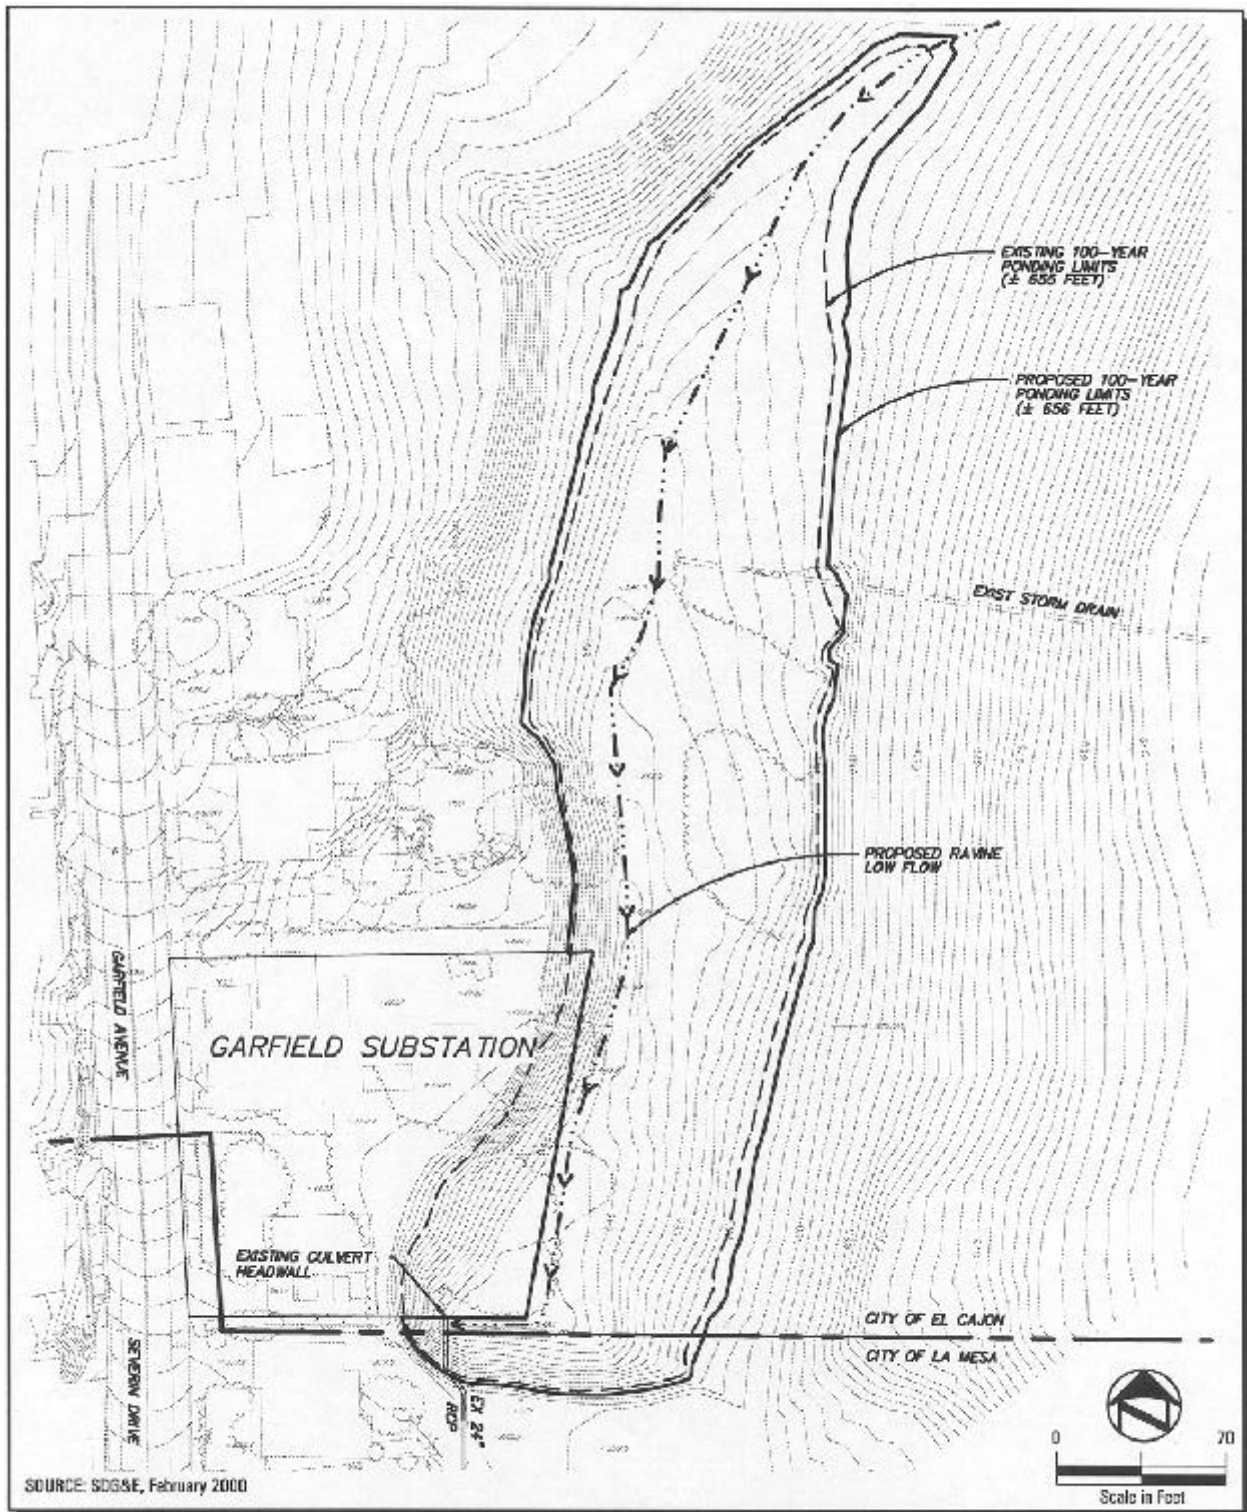 EXISTING 100-YEAR
PONDING LIMITS
(± 655 FEET)
PROPOSED 100-YEAR
PONDING LIMITS
(± 656 FEET)
EXIST STORM DRAIN
PROPOSED RAVINE
LOW FLOW
GARFIELD AVENUE
GARFIELD SUBSTATION
EXISTING CULVERT
HEADWALL
CITY OF EL CAJON
CITY OF LA MESA
SEVERN DRIVE
EX 24"
RCP
0 70
Scale in Feet
SOURCE: SDG&E, February 2000